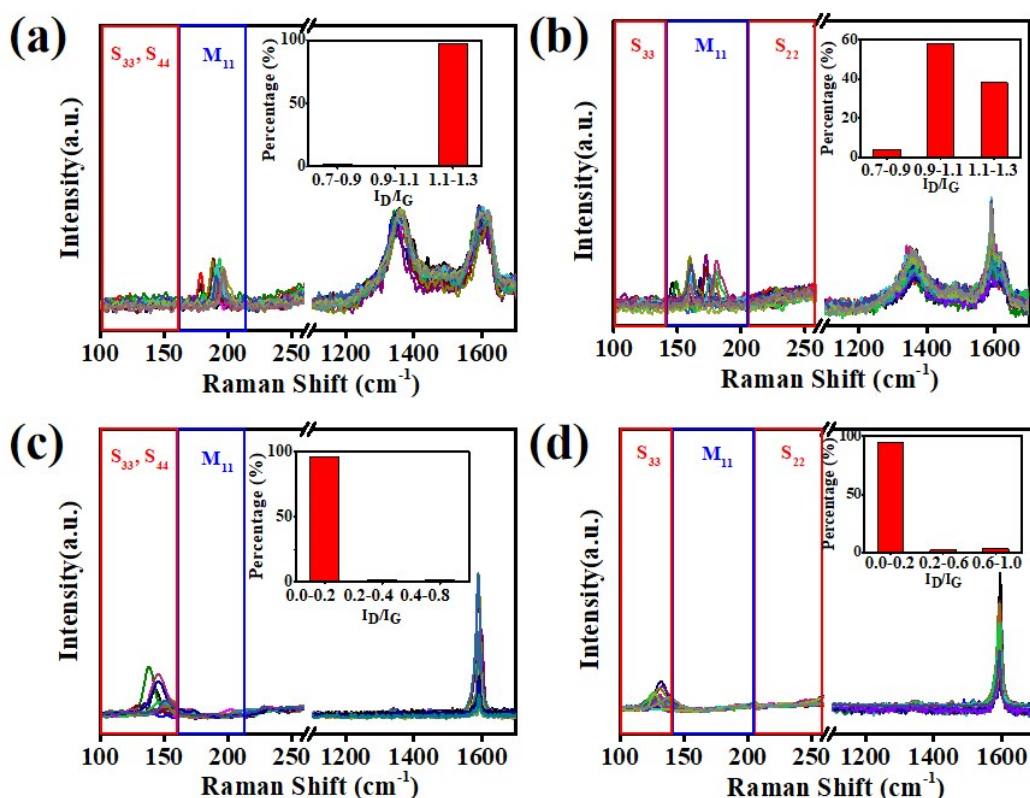 (a)
S33, S44
M11
Percentage (%)
100
50
0
0.7-0.9 0.9-1.1 1.1-1.3
ID/IG
Intensity(a.u.)
100 150 200 250 1200 1400 1600
Raman Shift (cm-1)
(b)
S33
M11
S22
Percentage (%)
60
40
20
0
0.7-0.9 0.9-1.1 1.1-1.3
ID/IG
Intensity(a.u.)
100 150 200 250 1200 1400 1600
Raman Shift (cm-1)
(c)
S33, S44
M11
Percentage (%)
100
50
0
0.0-0.2 0.2-0.4 0.4-0.8
ID/IG
Intensity(a.u.)
100 150 200 250 1200 1400 1600
Raman Shift (cm-1)
(d)
S33
M11
S22
Percentage (%)
100
50
0
0.0-0.2 0.2-0.6 0.6-1.0
ID/IG
Intensity(a.u.)
100 150 200 250 1200 1400 1600
Raman Shift (cm-1)